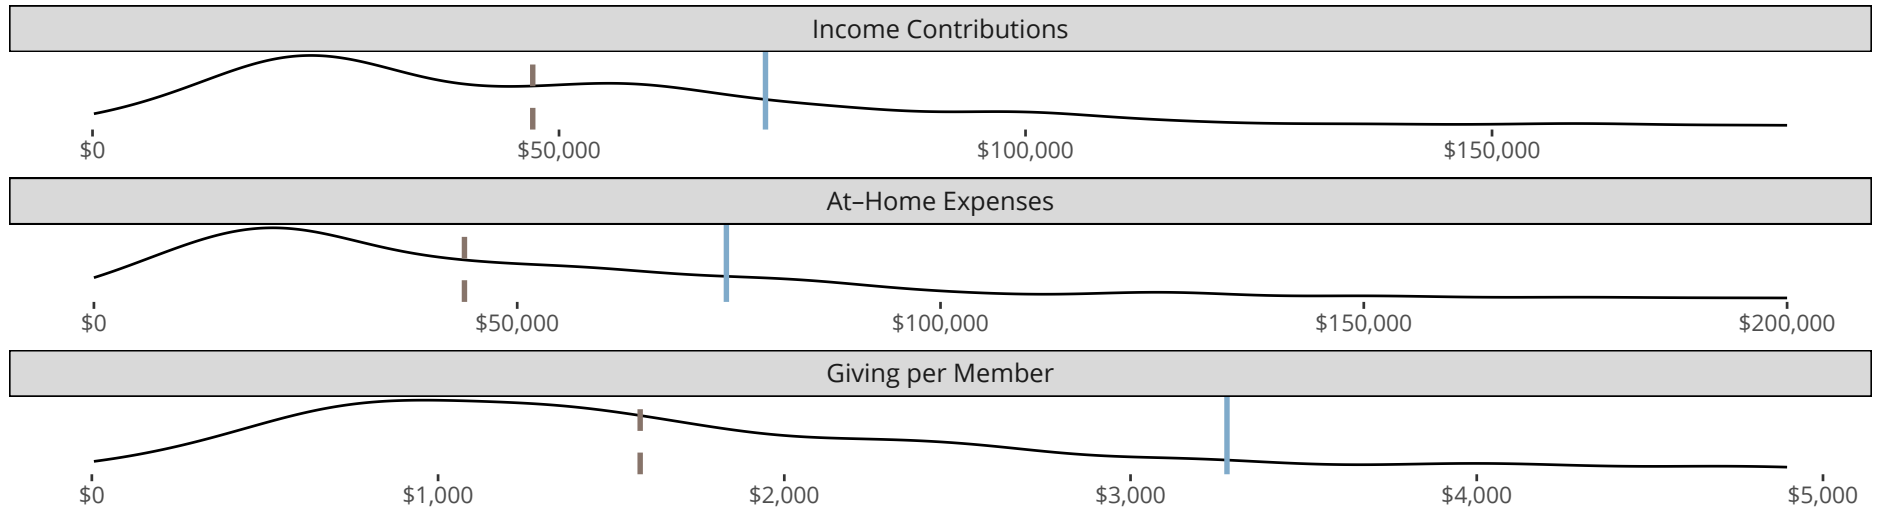 Income Contributions
$0 $50,000 $100,000 $150,000
At–Home Expenses
$0 $50,000 $100,000 $150,000 $200,000
Giving per Member
$0 $1,000 $2,000 $3,000 $4,000 $5,000